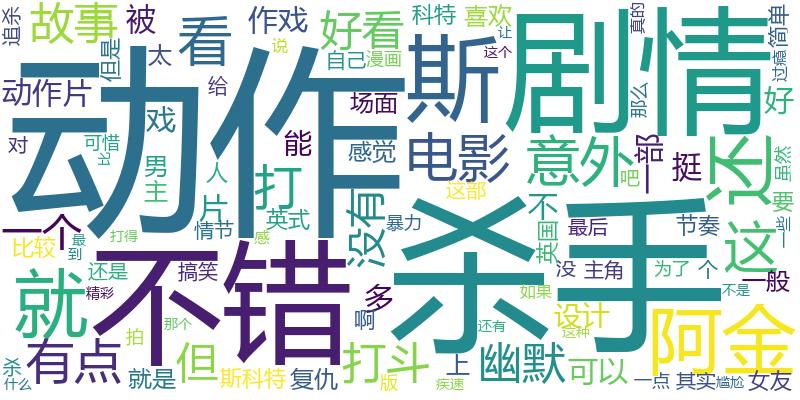 追杀 故事 被 看 作戏 好看 科特 喜欢 斯 剧情 真的 简单
但是 太 说 自己 漫画 让 这个 那么 过瘾
动作片 动作 给 场面 电影 意外 一部 挺 还 好
对 可惜 戏 能 感觉 虽然
比 男主 人 片 打 没有 这部 不 要
一个 情节 英式 暴力 杀手 我国 最后 节奏 这 一些
比较 最 到 打得 感 不错
就 还是 搞笑 多 没 主角 为了 个 一般
精彩 啊 如果 不是
拍 那个 还有 设计 这种 阿金
有点 但 打斗 上 幽默 可以 吧
杀 什么 就是 斯科特 复仇 版 疾速 一点 其实 尴尬 女友